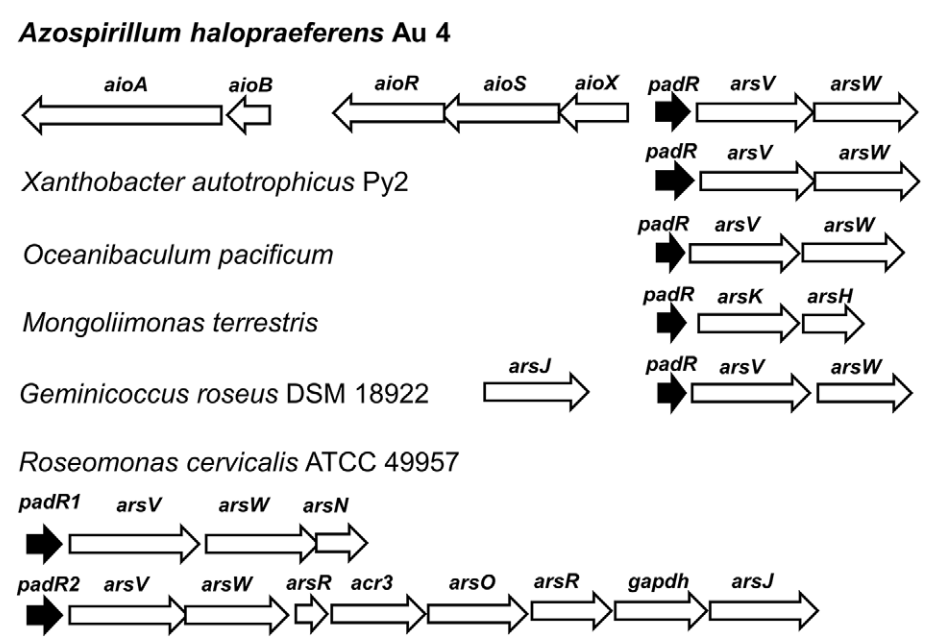 Azospirillum halopraeferens Au 4
aioA aioB aioR aioS aioX padR arsV arsW
padR arsV arsW
Xanthobacter autotrophicus Py2
padR arsV arsW
Oceanibaculum pacificum
padR arsK arsH
Mongoliimonas terrestris
arsJ padR arsV arsW
Geminicoccus roseus DSM 18922
Roseomonas cervicalis ATCC 49957
padR1 arsV arsW arsN
padR2 arsV arsW arsR acr3 arsO arsR gapdh arsJ